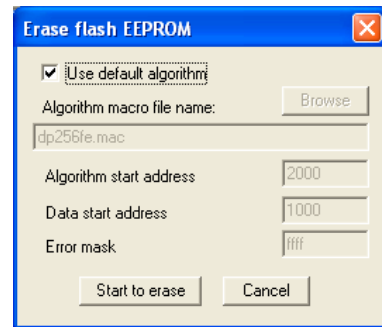 Erase flash EEPROM
Use default algorithm
Algorithm macro file name:
Browse
dp256fe.mac
Algorithm start address 2000
Data start address 1000
Error mask ffff
Start to erase Cancel